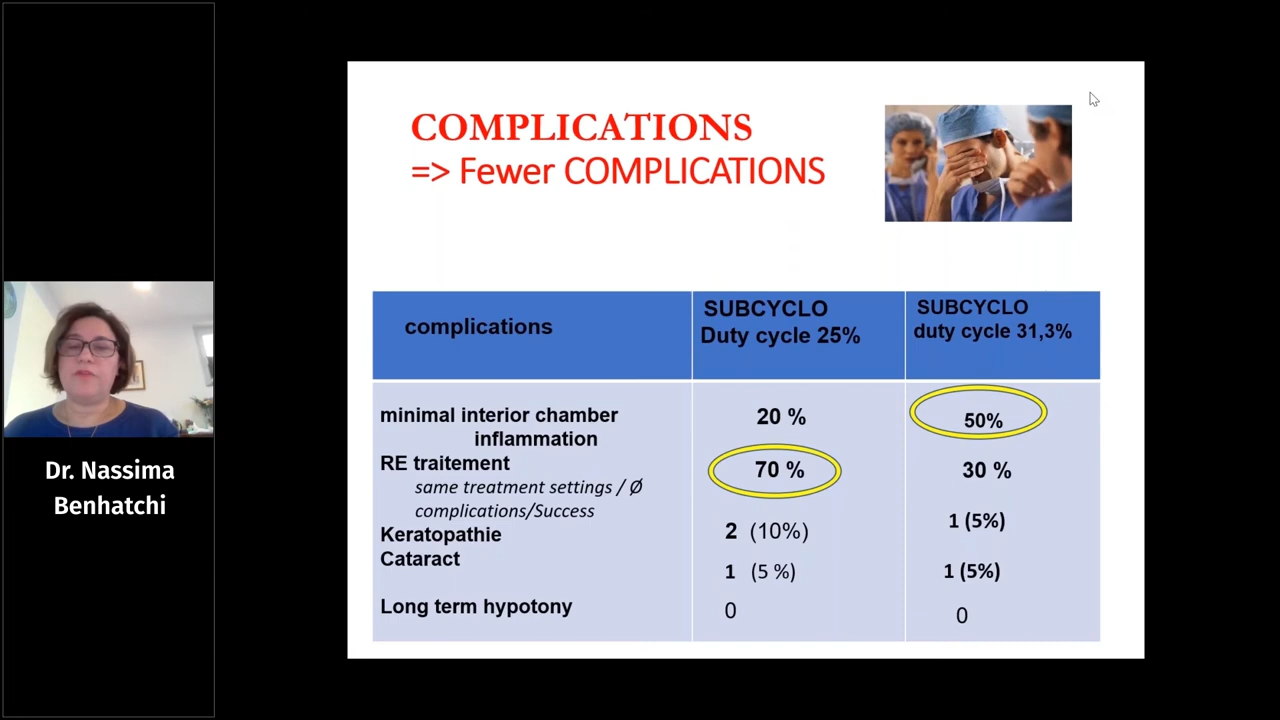 COMPLICATIONS
=> Fewer COMPLICATIONS
complications
SUBCYCLO
Duty cycle 25%
SUBCYCLO
duty cycle 31,3%
minimal interior chamber
inflammation
20 %
50%
RE traitement
same treatment settings / Ø
complications/Success
70 %
30 %
Keratopathie
2 (10%)
1 (5%)
Cataract
1 (5 %)
1 (5%)
Long term hypotony
0
0
Dr. Nassima
Benhatchi